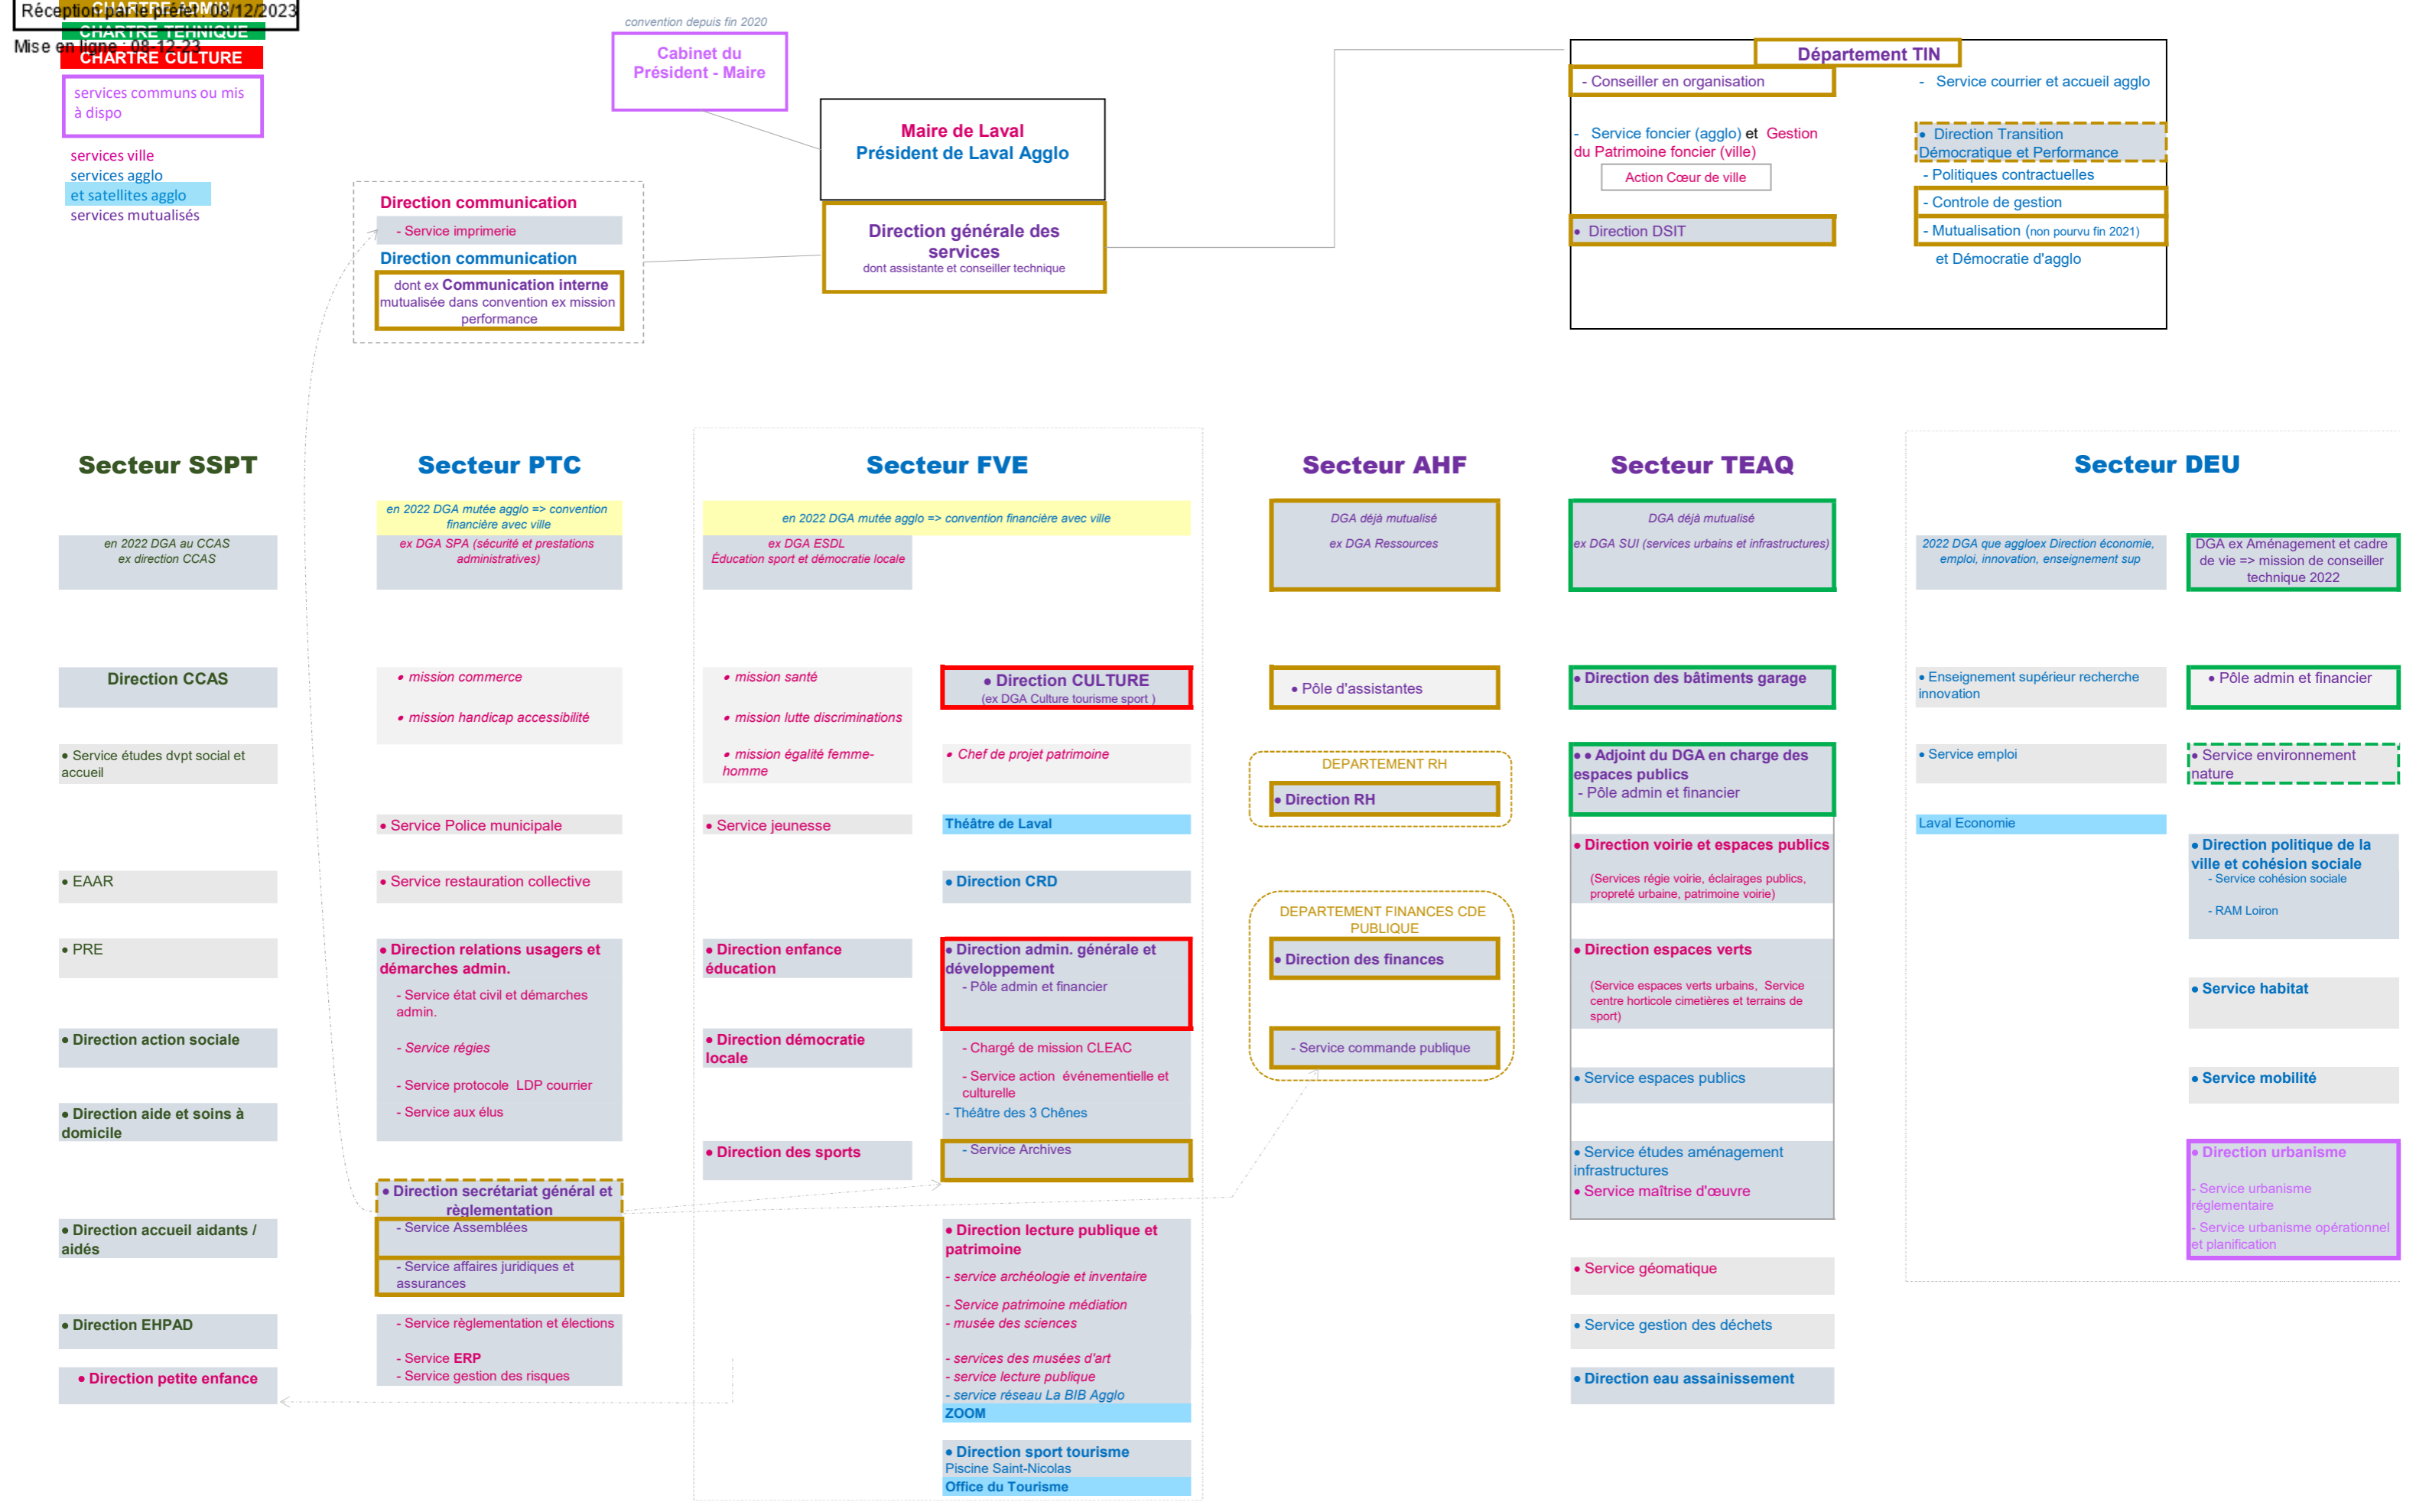 Réception par le préfet : 08/12/2023
CHARTRE ADMIN
CHARTRE TEHNIQUE
Mise en ligne : 08-12-23
CHARTRE CULTURE
services communs ou mis
à dispo
services ville
services agglo
et satellites agglo
services mutualisés
convention depuis fin 2020
Cabinet du
Président - Maire
Maire de Laval
Président de Laval Agglo
Direction générale des
services
dont assistante et conseiller technique
Direction communication
- Service imprimerie
Direction communication
dont ex Communication interne
mutualisée dans convention ex mission
performance
Département TIN
- Conseiller en organisation
- Service foncier (agglo) et Gestion
du Patrimoine foncier (ville)
Action Cœur de ville
• Direction DSIT
- Service courrier et accueil agglo
• Direction Transition
Démocratique et Performance
- Politiques contractuelles
- Controle de gestion
- Mutualisation (non pourvu fin 2021)
et Démocratie d'agglo
Secteur SSPT
en 2022 DGA au CCAS
ex direction CCAS
Direction CCAS
• Service études dvpt social et
accueil
• EAAR
• PRE
• Direction action sociale
• Direction aide et soins à
domicile
• Direction accueil aidants /
aidés
• Direction EHPAD
• Direction petite enfance
Secteur PTC
en 2022 DGA mutée agglo => convention
financière avec ville
ex DGA SPA (sécurité et prestations
administratives)
• mission commerce
• mission handicap accessibilité
• Service Police municipale
• Service restauration collective
• Direction relations usagers et
démarches admin.
- Service état civil et démarches
admin.
- Service régies
- Service protocole LDP courrier
- Service aux élus
• Direction secrétariat général et
règlementation
- Service Assemblées
- Service affaires juridiques et
assurances
- Service règlementation et élections
- Service ERP
- Service gestion des risques
Secteur FVE
en 2022 DGA mutée agglo => convention financière avec ville
ex DGA ESDL
Éducation sport et démocratie locale
• mission santé
• mission lutte discriminations
• mission égalité femme-
homme
• Service jeunesse
• Direction enfance
éducation
• Direction démocratie
locale
• Direction des sports
• Direction CULTURE
(ex DGA Culture tourisme sport )
• Chef de projet patrimoine
Théâtre de Laval
• Direction CRD
• Direction admin. générale et
développement
- Pôle admin et financier
- Chargé de mission CLEAC
- Service action événementielle et
culturelle
- Théâtre des 3 Chênes
- Service Archives
• Direction lecture publique et
patrimoine
- service archéologie et inventaire
- Service patrimoine médiation
- musée des sciences
- services des musées d'art
- service lecture publique
- service réseau La BIB Agglo
ZOOM
• Direction sport tourisme
Piscine Saint-Nicolas
Office du Tourisme
Secteur AHF
DGA déjà mutualisé
ex DGA Ressources
• Pôle d'assistantes
DEPARTEMENT RH
• Direction RH
DEPARTEMENT FINANCES CDE
PUBLIQUE
• Direction des finances
- Service commande publique
Secteur TEAQ
DGA déjà mutualisé
ex DGA SUI (services urbains et infrastructures)
• Direction des bâtiments garage
• • Adjoint du DGA en charge des
espaces publics
- Pôle admin et financier
• Direction voirie et espaces publics
(Services régie voirie, éclairages publics,
propreté urbaine, patrimoine voirie)
• Direction espaces verts
(Service espaces verts urbains, Service
centre horticole cimetières et terrains de
sport)
• Service espaces publics
• Service études aménagement
infrastructures
• Service maîtrise d'œuvre
• Service géomatique
• Service gestion des déchets
• Direction eau assainissement
Secteur DEU
2022 DGA que aggloex Direction économie,
emploi, innovation, enseignement sup
• Enseignement supérieur recherche
innovation
• Service emploi
Laval Economie
DGA ex Aménagement et cadre
de vie => mission de conseiller
technique 2022
• Pôle admin et financier
• Service environnement
nature
• Direction politique de la
ville et cohésion sociale
- Service cohésion sociale
- RAM Loiron
• Service habitat
• Service mobilité
• Direction urbanisme
- Service urbanisme
réglementaire
- Service urbanisme opérationnel
et planification